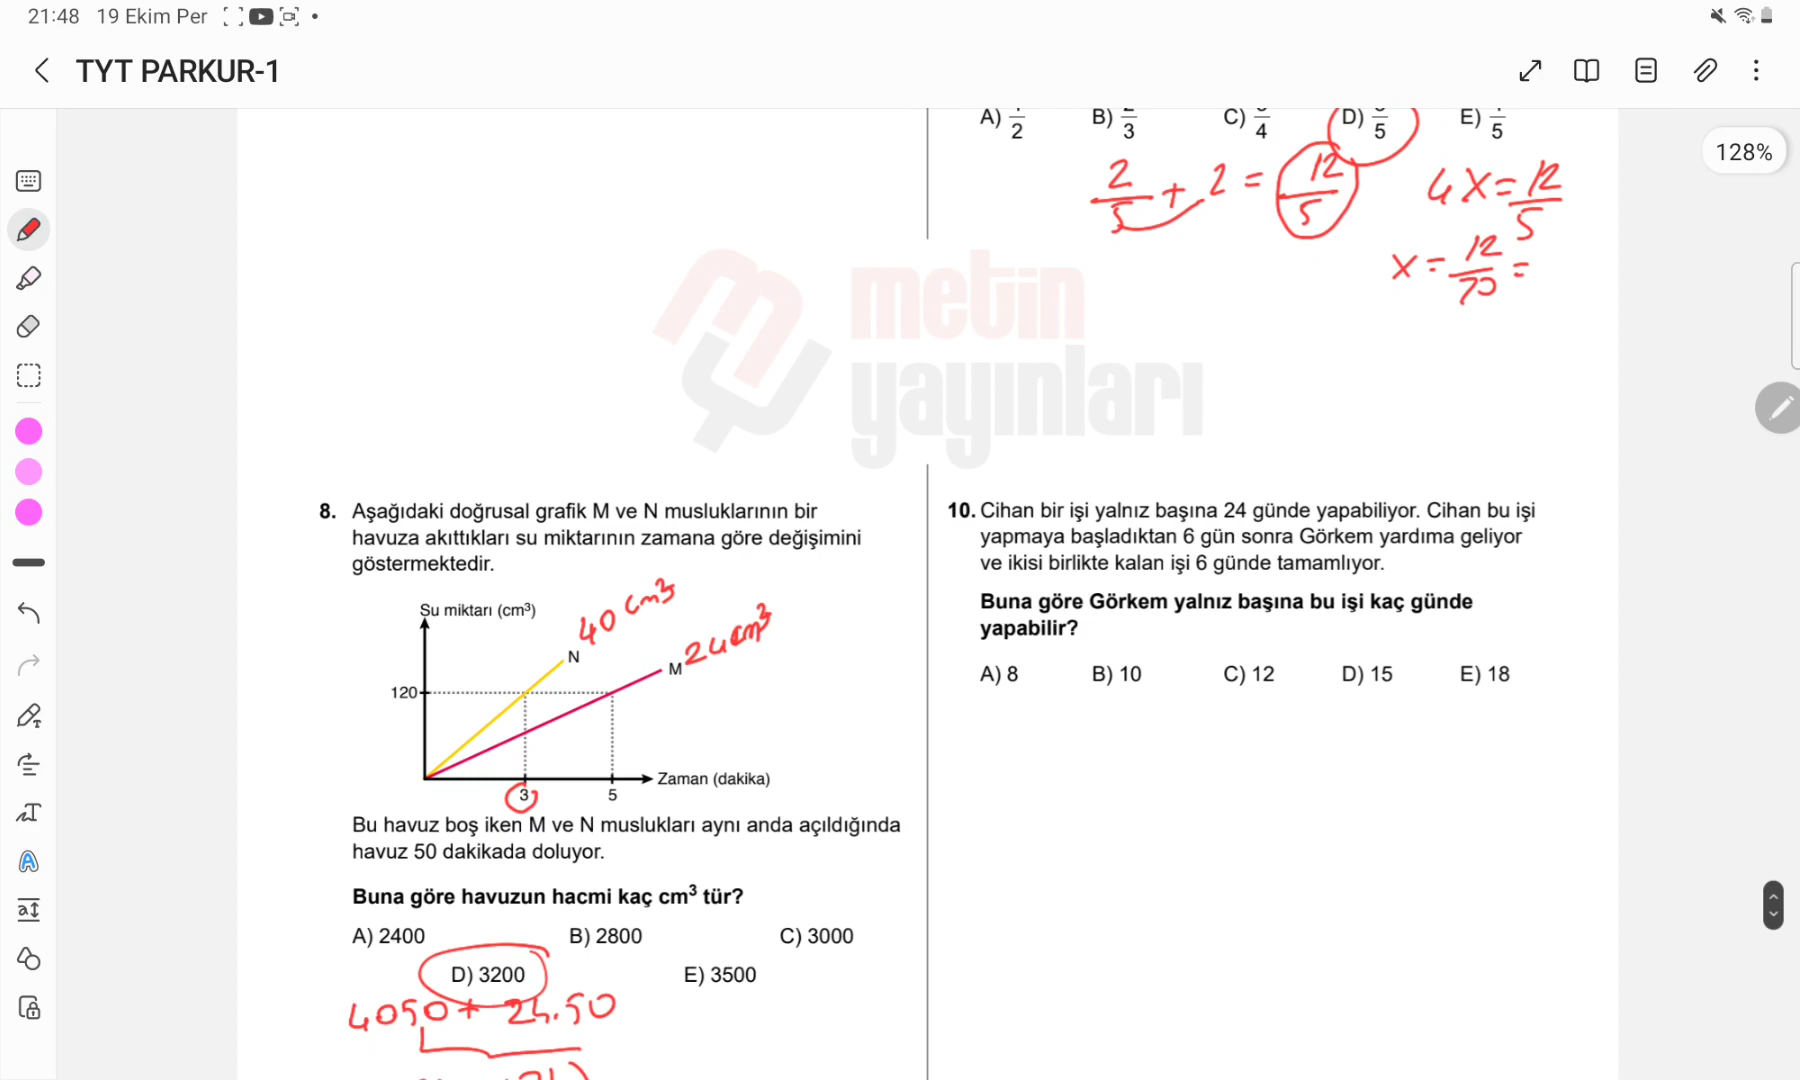 21:48 19 Ekim Per
TYT PARKUR-1
128%
A) 1/2 B) 2/3 C) /4 D) /5 E) /5
2/5 + 2 = 12/5
4x = 12/5
x = 12/20 =
metin
yayınları
8. Aşağıdaki doğrusal grafik M ve N musluklarının bir
havuza akıttıkları su miktarının zamana göre değişimini
göstermektedir.
Su miktarı (cm³)
40 cm³
N
24 cm³
M
120
Zaman (dakika)
3 5
Bu havuz boş iken M ve N muslukları aynı anda açıldığında
havuz 50 dakikada doluyor.
Buna göre havuzun hacmi kaç cm³ tür?
A) 2400 B) 2800 C) 3000
D) 3200 E) 3500
4050 + 24.50
10. Cihan bir işi yalnız başına 24 günde yapabiliyor. Cihan bu işi
yapmaya başladıktan 6 gün sonra Görkem yardıma geliyor
ve ikisi birlikte kalan işi 6 günde tamamlıyor.
Buna göre Görkem yalnız başına bu işi kaç günde
yapabilir?
A) 8 B) 10 C) 12 D) 15 E) 18